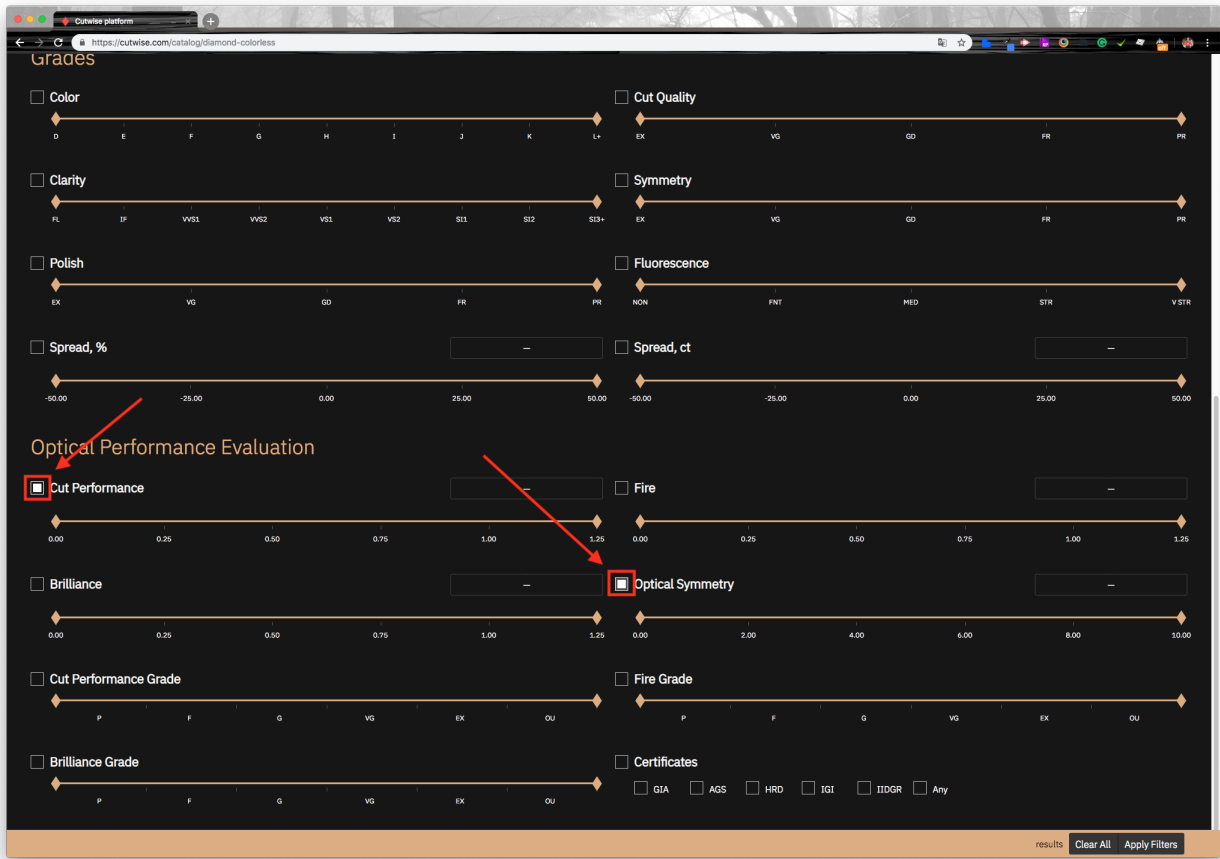 Cutwise platform
https://cutwise.com/catalog/diamond-colorless
Grades
Color
D E F G H I J K L+
Cut Quality
EX VG GD FR PR
Clarity
FL IF VVS1 VVS2 VS1 VS2 SI1 SI2 SI3+
Symmetry
EX VG GD FR PR
Polish
EX VG GD FR PR
Fluorescence
NON FNT MED STR V STR
Spread, % –
-50.00 -25.00 0.00 25.00 50.00
Spread, ct –
-50.00 -25.00 0.00 25.00 50.00
Optical Performance Evaluation
Cut Performance –
0.00 0.25 0.50 0.75 1.00 1.25
Fire –
0.00 0.25 0.50 0.75 1.00 1.25
Brilliance –
0.00 0.25 0.50 0.75 1.00 1.25
Optical Symmetry –
0.00 2.00 4.00 6.00 8.00 10.00
Cut Performance Grade
P F G VG EX OU
Fire Grade
P F G VG EX OU
Brilliance Grade
P F G VG EX OU
Certificates
GIA AGS HRD IGI IIDGR Any
results Clear All Apply Filters